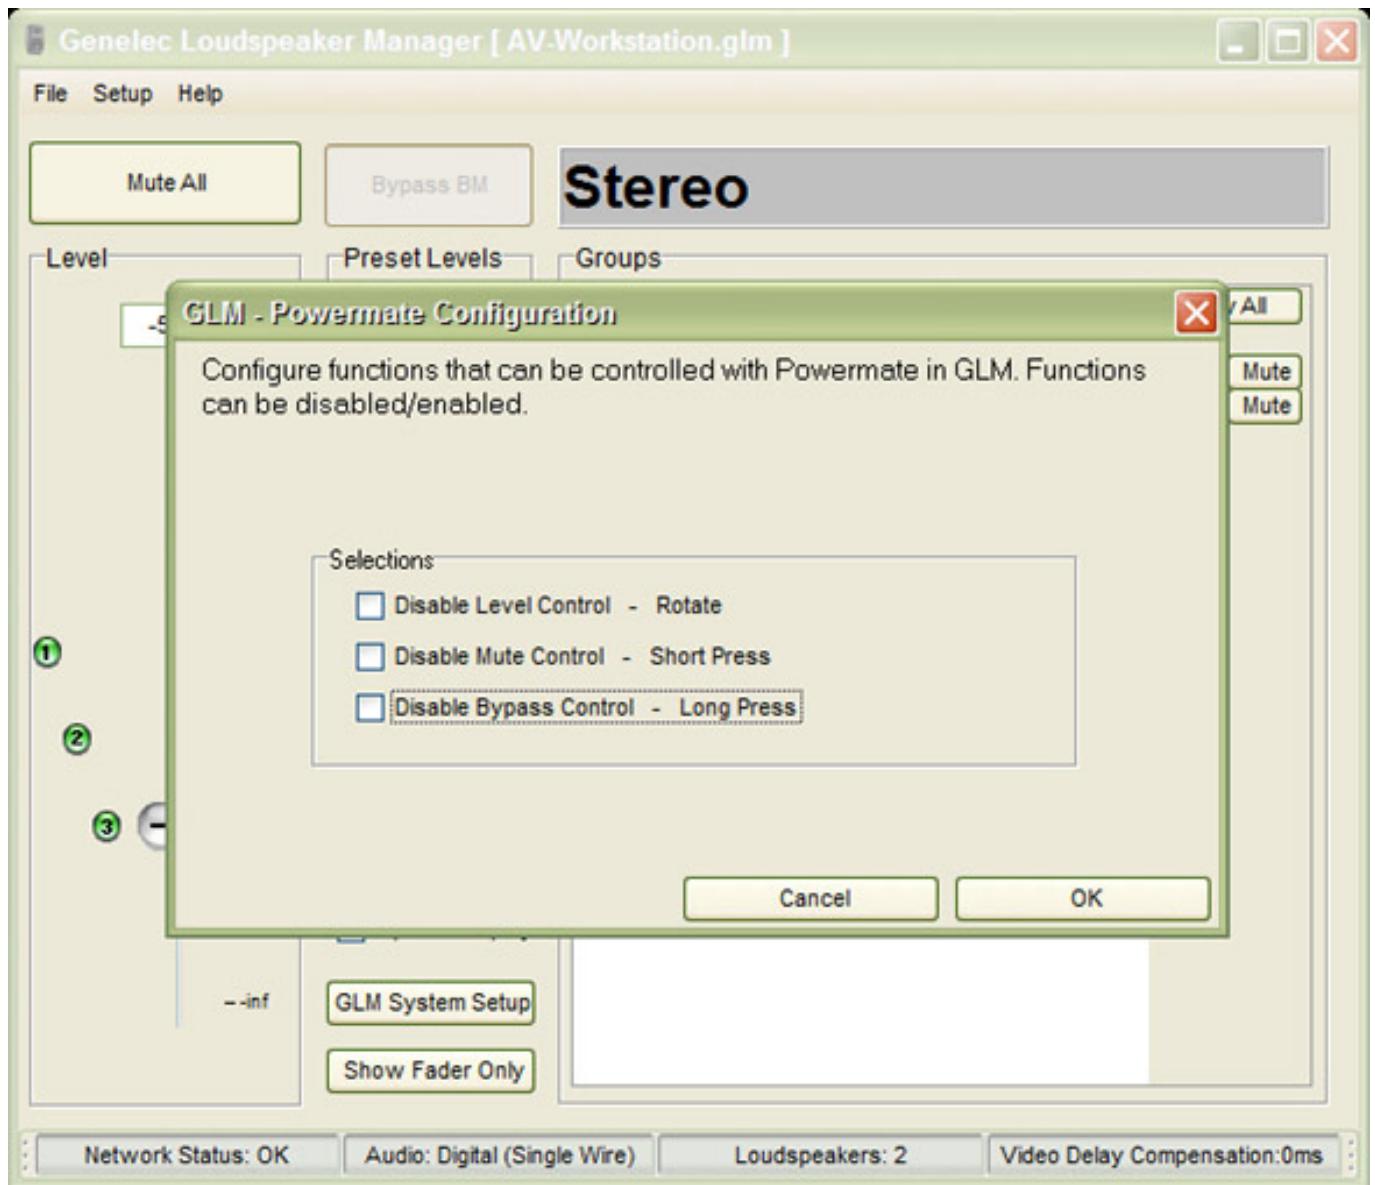 Genelec Loudspeaker Manager [ AV-Workstation.glm ]
File Setup Help
Mute All
Bypass BM
Stereo
Level
Preset Levels
Groups
GLM - Powermate Configuration
Configure functions that can be controlled with Powermate in GLM. Functions
can be disabled/enabled.
All
Mute
Mute
Selections
Disable Level Control - Rotate
Disable Mute Control - Short Press
Disable Bypass Control - Long Press
1
2
3
Cancel
OK
--inf
GLM System Setup
Show Fader Only
Network Status: OK
Audio: Digital (Single Wire)
Loudspeakers: 2
Video Delay Compensation:0ms